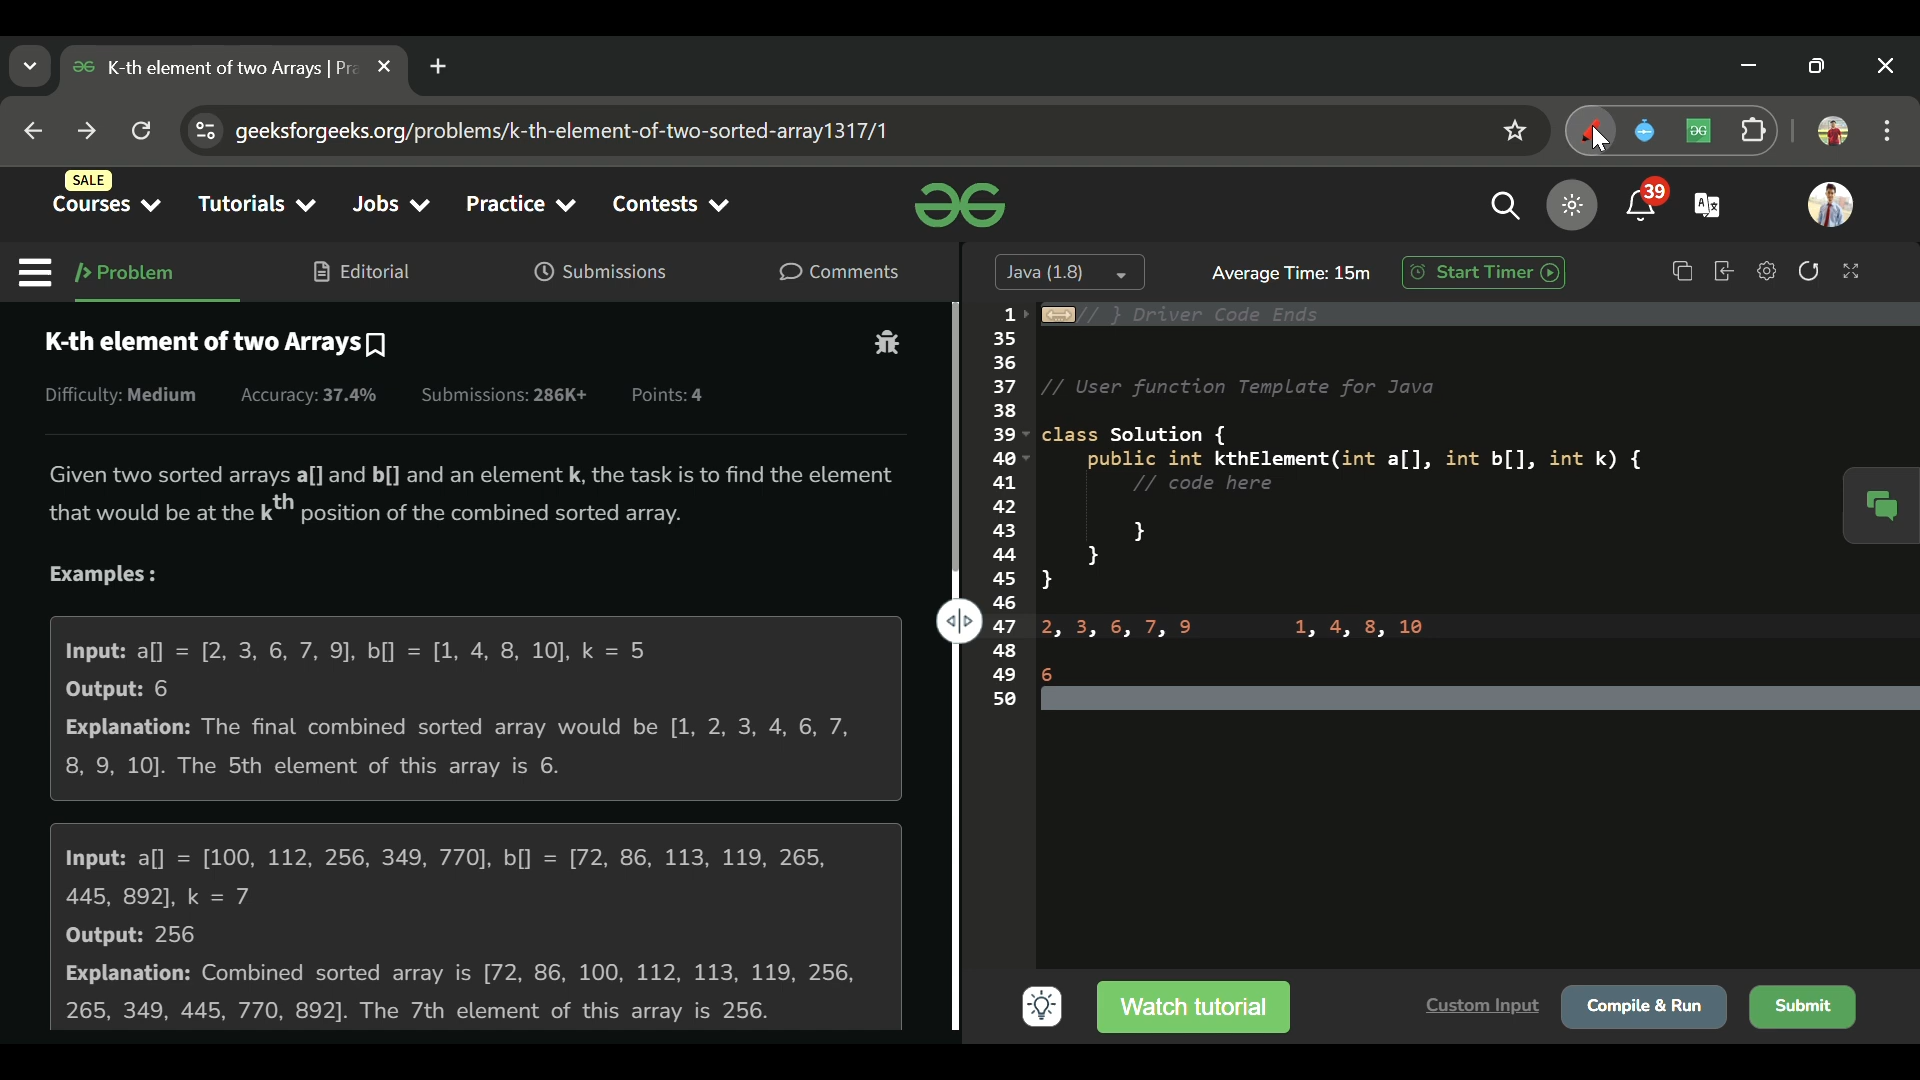 K-th element of two Arrays | Pra
geeksforgeeks.org/problems/k-th-element-of-two-sorted-array1317/1
SALE
Courses Tutorials Jobs Practice Contests
39
Problem Editorial Submissions Comments
Java (1.8) Average Time: 15m Start Timer
K-th element of two Arrays
Difficulty: Medium Accuracy: 37.4% Submissions: 286K+ Points: 4
Given two sorted arrays a[] and b[] and an element k, the task is to find the element
that would be at the kth position of the combined sorted array.
Examples :
Input: a[] = [2, 3, 6, 7, 9], b[] = [1, 4, 8, 10], k = 5
Output: 6
Explanation: The final combined sorted array would be [1, 2, 3, 4, 6, 7,
8, 9, 10]. The 5th element of this array is 6.
Input: a[] = [100, 112, 256, 349, 770], b[] = [72, 86, 113, 119, 265,
445, 892], k = 7
Output: 256
Explanation: Combined sorted array is [72, 86, 100, 112, 113, 119, 256,
265, 349, 445, 770, 892]. The 7th element of this array is 256.
1 // } Driver Code Ends
35
36
37 // User function Template for Java
38
39 class Solution {
40 public int kthElement(int a[], int b[], int k) {
41 // code here
42
43 }
44 }
45 }
46
47 2, 3, 6, 7, 9 1, 4, 8, 10
48
49 6
50
Watch tutorial Custom Input Compile & Run Submit